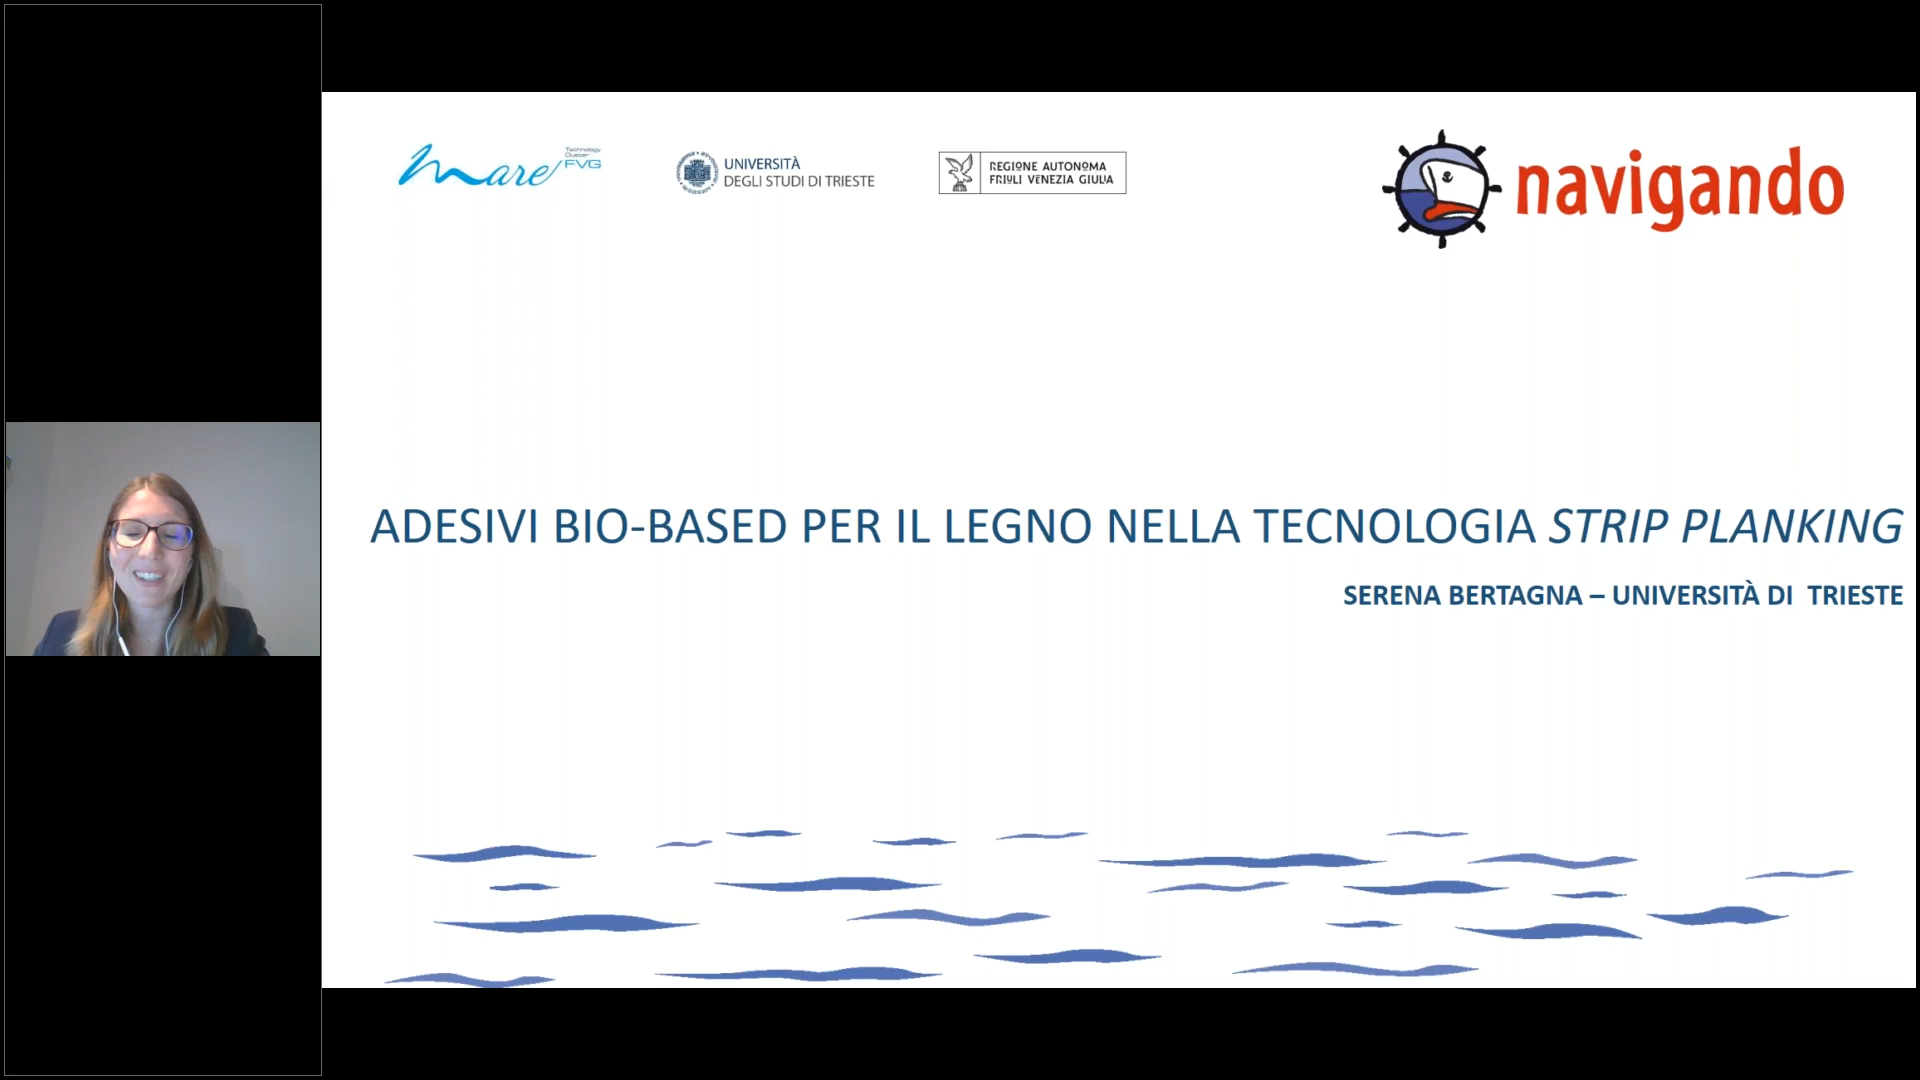 mare Technology Cluster FVG
UNIVERSITÀ
DEGLI STUDI DI TRIESTE
REGIONE AUTONOMA
FRIULI VENEZIA GIULIA
navigando
ADESIVI BIO-BASED PER IL LEGNO NELLA TECNOLOGIA STRIP PLANKING
SERENA BERTAGNA – UNIVERSITÀ DI TRIESTE